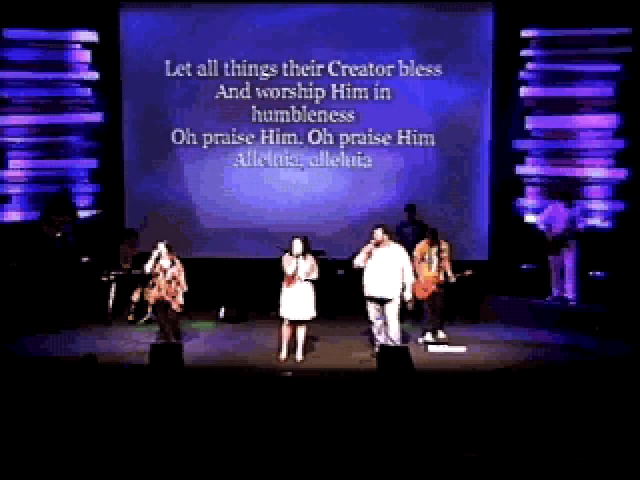 Let all things their Creator bless
And worship Him in
humbleness
Oh praise Him, Oh praise Him
Alleluia, alleluia